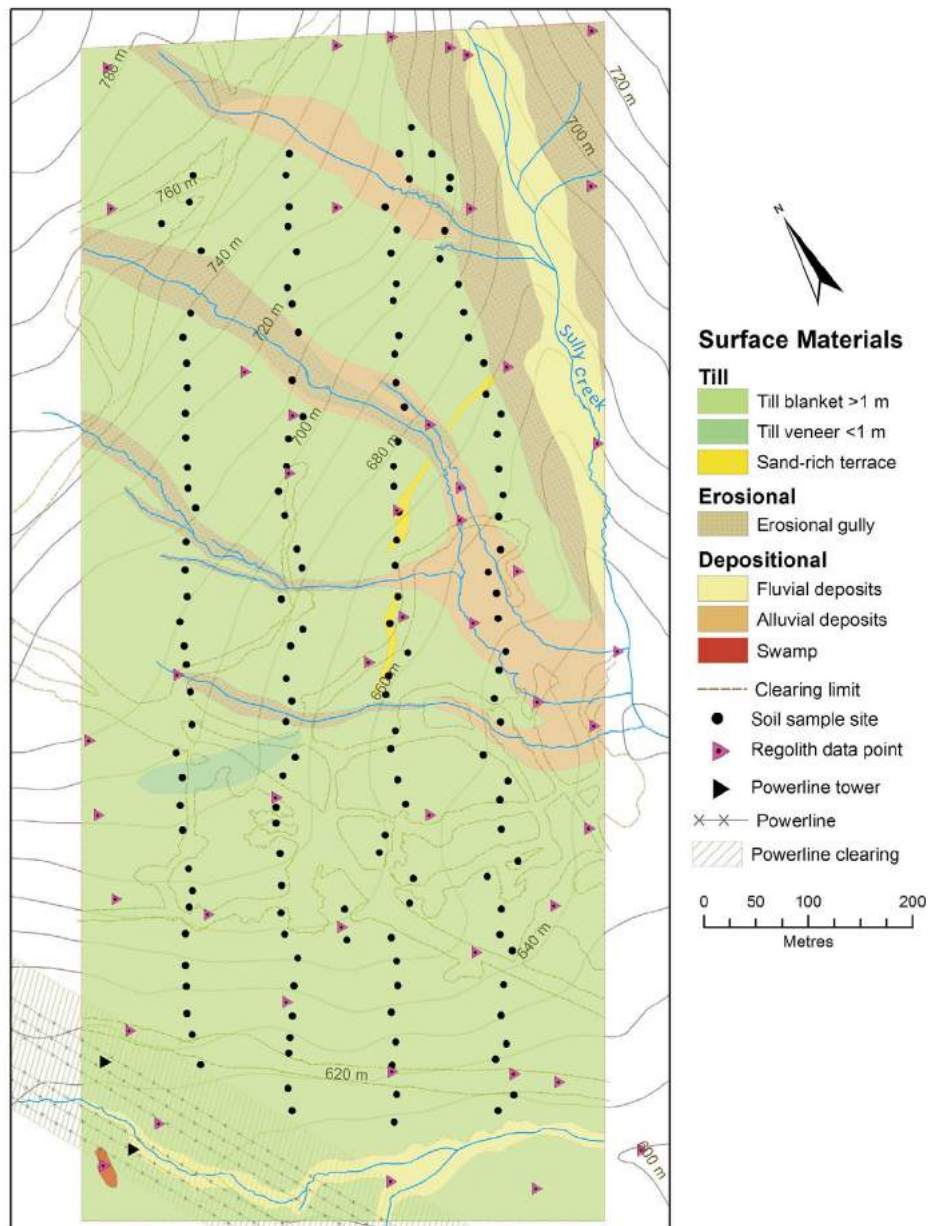 780 m
720 m
700 m
760 m
740 m
720 m
Sully creek
700 m
680 m
660 m
640 m
620 m
600 m
N
Surface Materials
Till
Till blanket >1 m
Till veneer <1 m
Sand-rich terrace
Erosional
Erosional gully
Depositional
Fluvial deposits
Alluvial deposits
Swamp
Clearing limit
Soil sample site
Regolith data point
Powerline tower
Powerline
Powerline clearing
0 50 100 200
Metres